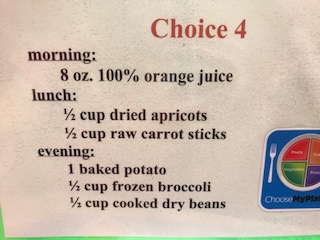 Choice 4
morning:
8 oz. 100% orange juice
lunch:
½ cup dried apricots
½ cup raw carrot sticks
evening:
1 baked potato
½ cup frozen broccoli
½ cup cooked dry beans
Fruits